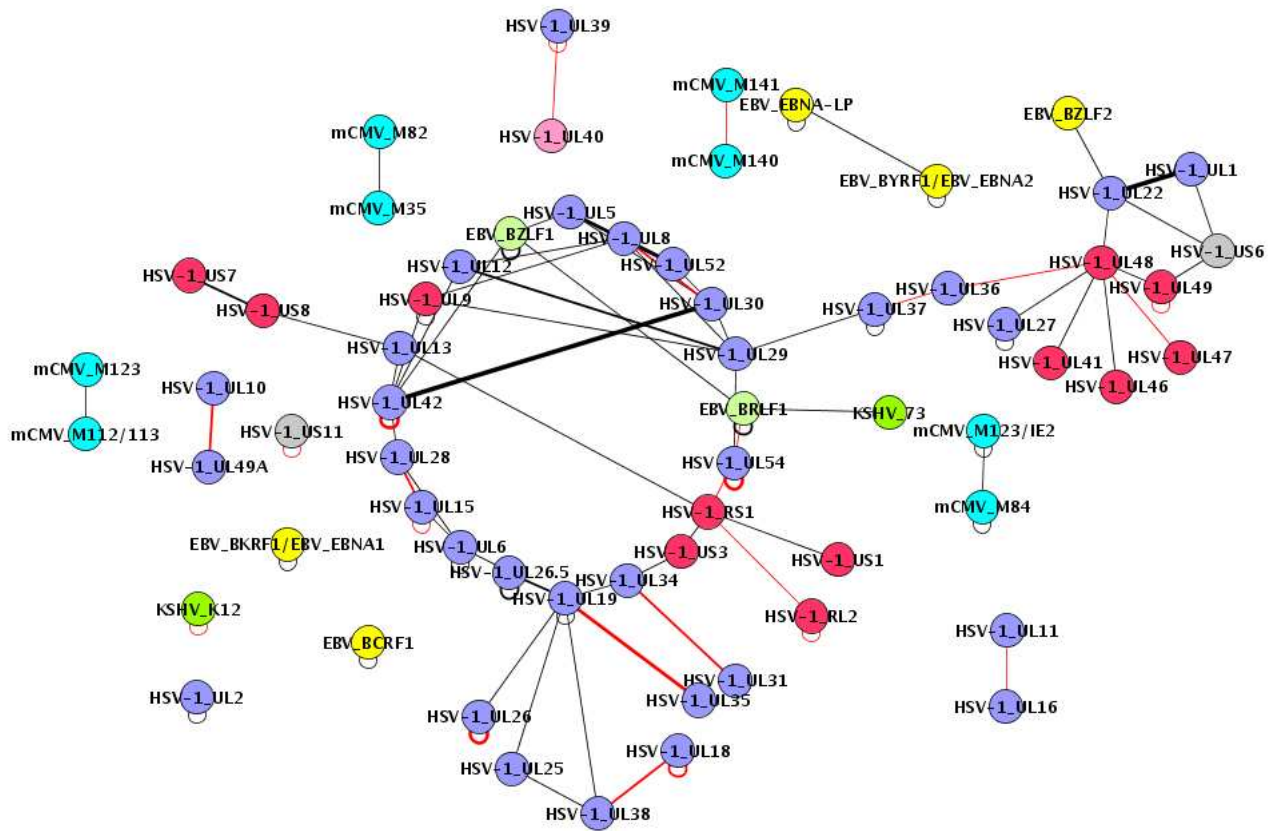 HSV-1_UL39
mCMV_M141
EBV_EBNA-LP
EBV_BZLF2
mCMV_M82
HSV-1_UL40
mCMV_M140
EBV_BYRF1/EBV_EBNA2
HSV-1_UL1
HSV-1_UL22
mCMV_M35
HSV-1_UL5
EBV_BZLF1
HSV-1_UL8
HSV-1_US6
HSV-1_UL12
HSV-1_UL52
HSV-1_UL48
HSV-1_US7
HSV-1_UL9
HSV-1_UL30
HSV-1_UL36
HSV-1_UL49
HSV-1_US8
HSV-1_UL37
HSV-1_UL27
HSV-1_UL13
HSV-1_UL29
HSV-1_UL41
HSV-1_UL47
HSV-1_UL46
mCMV_M123
HSV-1_UL10
HSV-1_UL42
EBV_BRLF1
KSHV_73
mCMV_M112/113
HSV-1_US11
mCMV_M123/IE2
HSV-1_UL49A
HSV-1_UL28
HSV-1_UL54
HSV-1_UL15
HSV-1_RS1
mCMV_M84
EBV_BKRF1/EBV_EBNA1
HSV-1_UL6
HSV-1_US3
HSV-1_US1
HSV-1_UL26.5
HSV-1_UL34
HSV-1_UL19
KSHV_K12
HSV-1_RL2
EBV_BCRF1
HSV-1_UL11
HSV-1_UL31
HSV-1_UL2
HSV-1_UL35
HSV-1_UL16
HSV-1_UL26
HSV-1_UL18
HSV-1_UL25
HSV-1_UL38